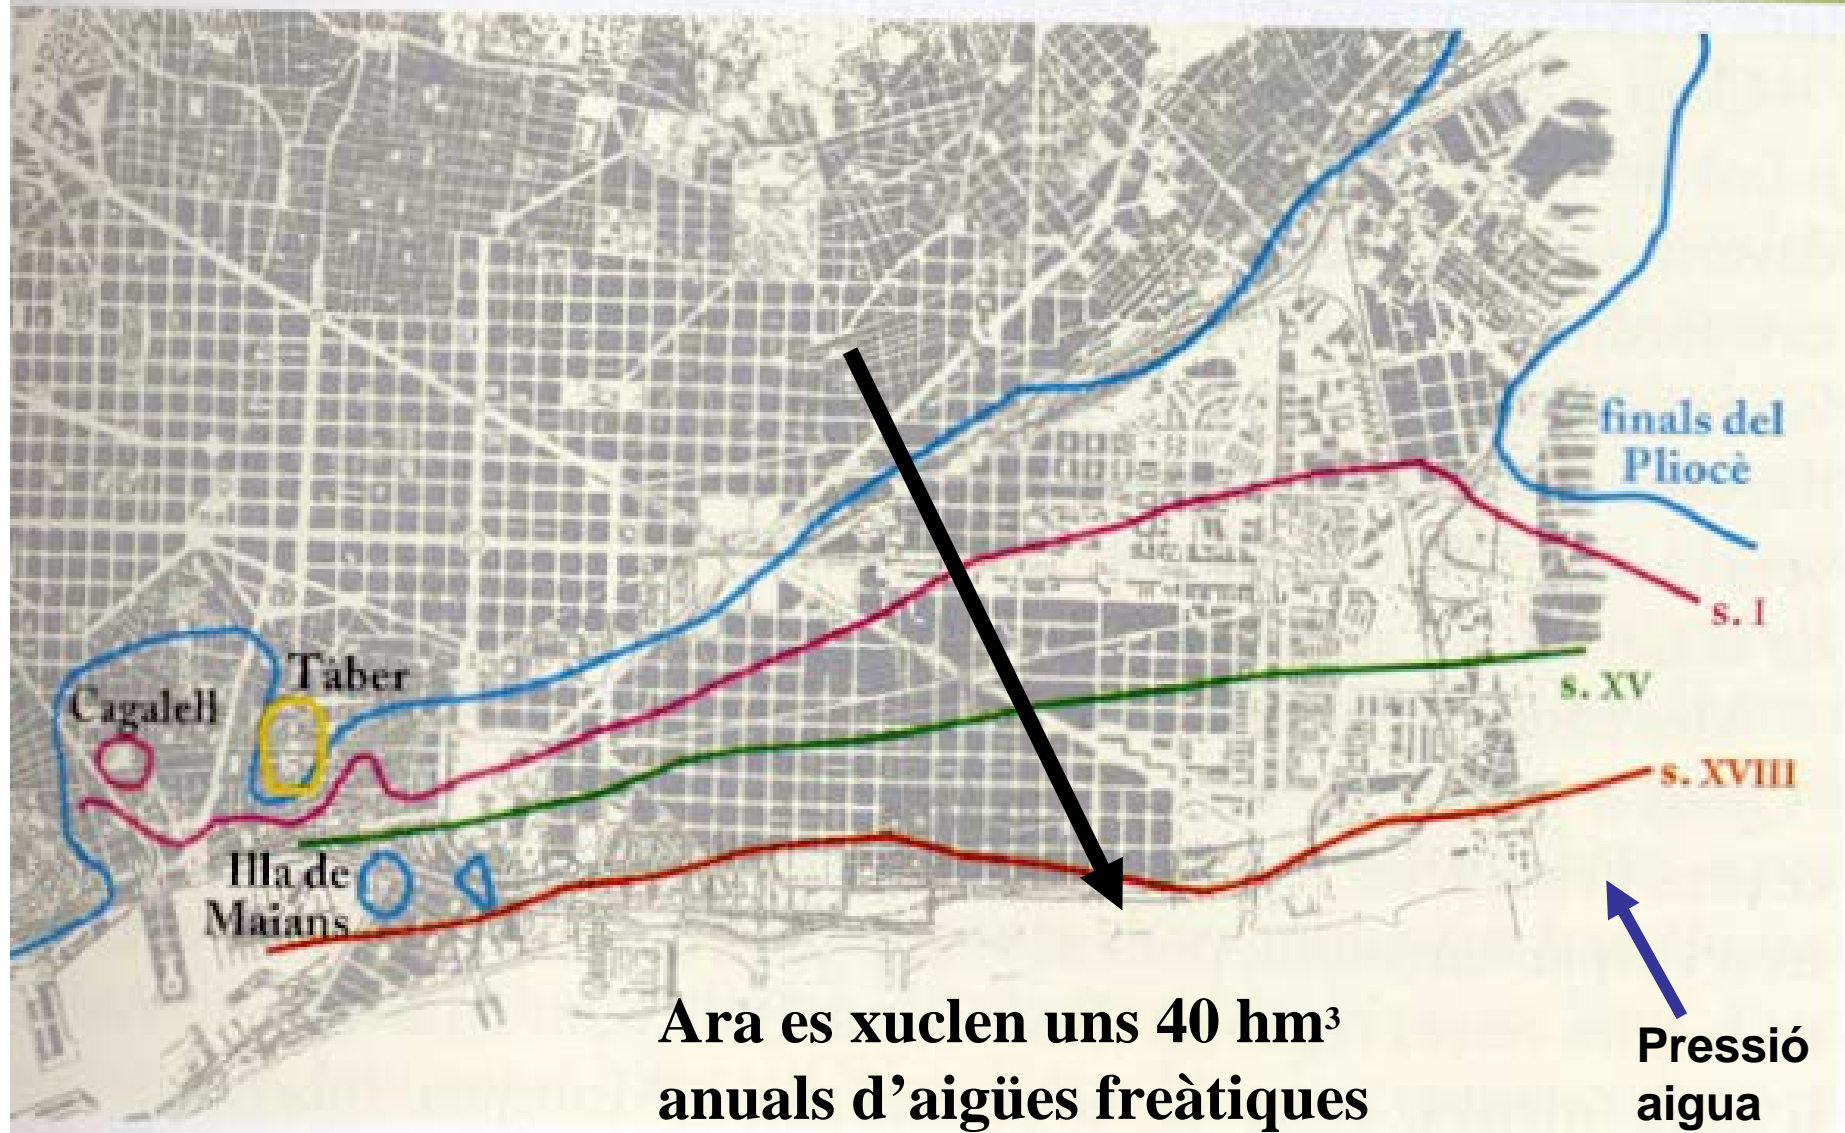 finals del
Pliocè
s. I
Tàber
Cagalell
s. XV
s. XVIII
Illa de
Maians
Ara es xuclen uns 40 hm³
anuals d’aigües freàtiques
Pressió
aigua